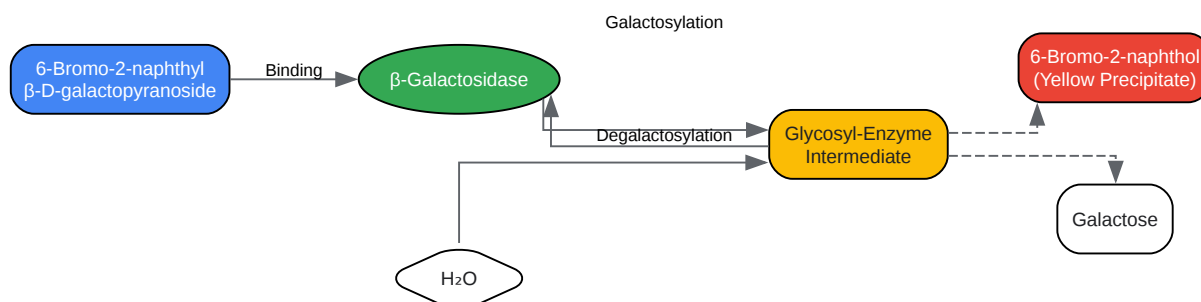 Galactosylation
6-Bromo-2-naphthyl
β-D-galactopyranoside
Binding
β-Galactosidase
6-Bromo-2-naphthol
(Yellow Precipitate)
Degalactosylation
Glycosyl-Enzyme
Intermediate
Galactose
H₂O